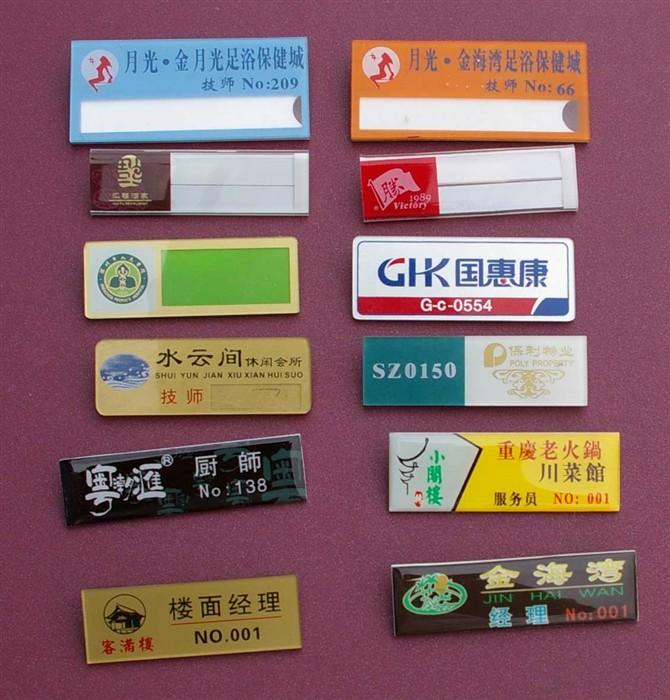 月光·金月光足浴保健城
技师 No:209
月光·金海湾足浴保健城
技师 No: 66
1989
Victory
®
GHK国惠康
G-c-0554
水云间休闲会所
SHUI YUN JIAN XIU XIAN HUI SUO
技师
SZ0150
保利物业
POLY PROPERTY
粤滙® 厨師
No:138
小閣樓
重慶老火鍋
川菜館
服务员 NO: 001
楼面经理
NO.001
客满樓
金海湾
JIN HAI WAN
经理 No:001